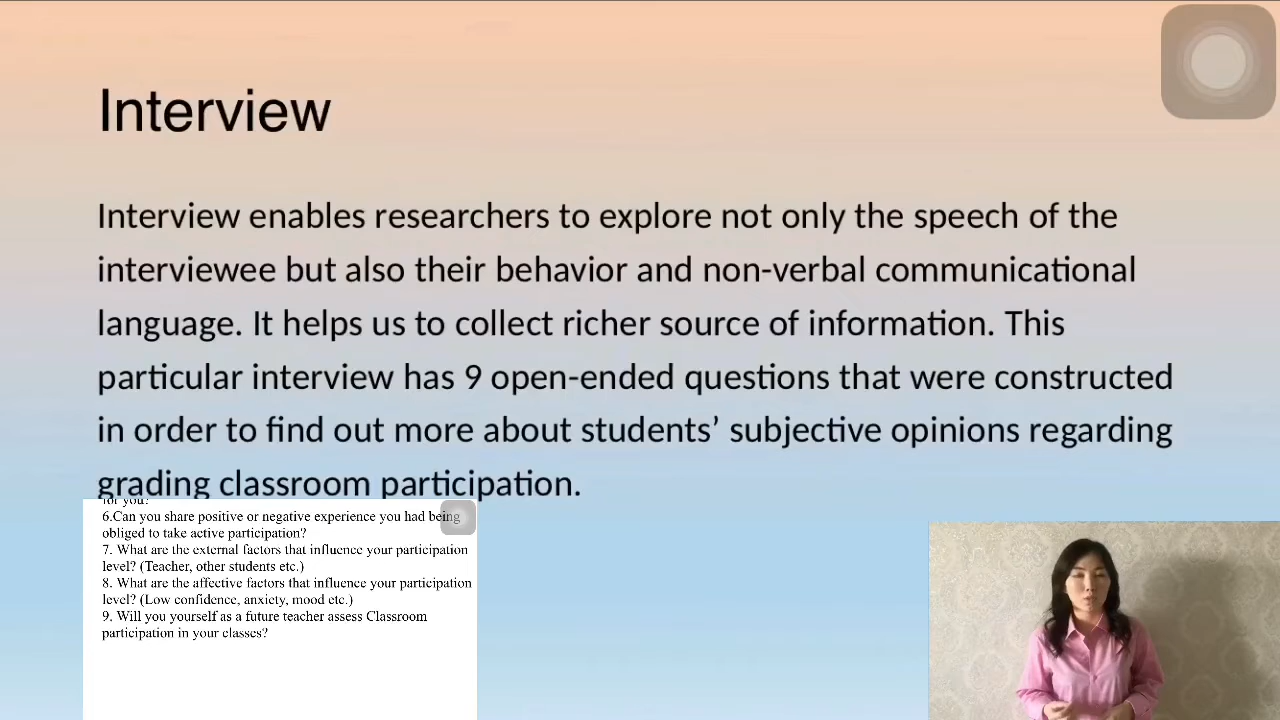 Interview
Interview enables researchers to explore not only the speech of the
interviewee but also their behavior and non-verbal communicational
language. It helps us to collect richer source of information. This
particular interview has 9 open-ended questions that were constructed
in order to find out more about students’ subjective opinions regarding
grading classroom participation.
for you?
6.Can you share positive or negative experience you had being
obliged to take active participation?
7. What are the external factors that influence your participation
level? (Teacher, other students etc.)
8. What are the affective factors that influence your participation
level? (Low confidence, anxiety, mood etc.)
9. Will you yourself as a future teacher assess Classroom
participation in your classes?